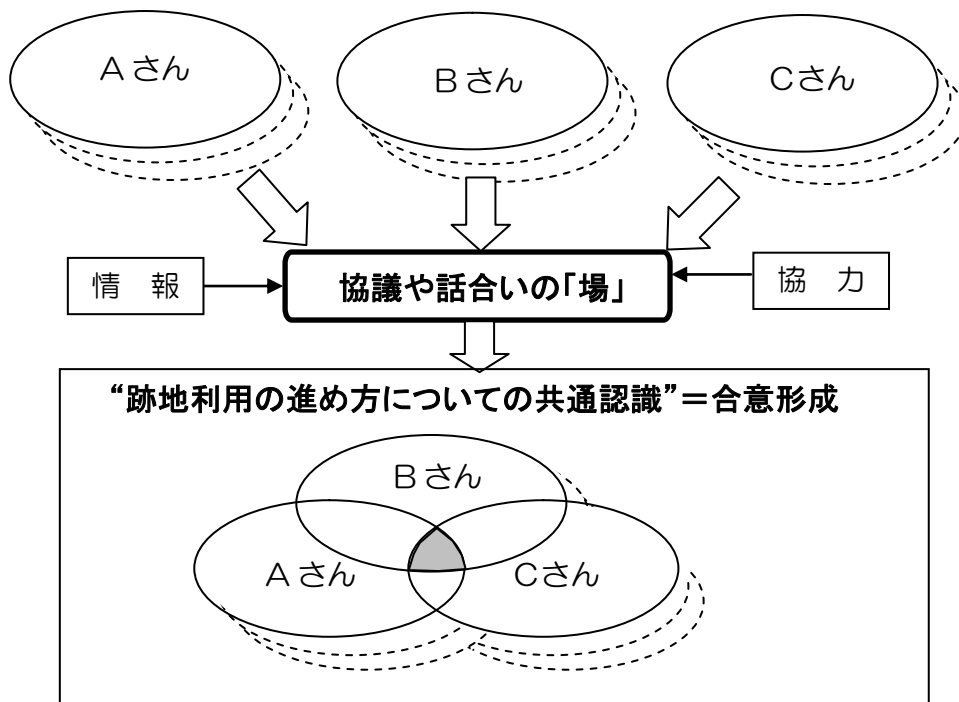 Aさん
Bさん
Cさん
情 報
協議や話合いの「場」
協 力
“跡地利用の進め方についての共通認識”=合意形成
Bさん
Aさん
Cさん